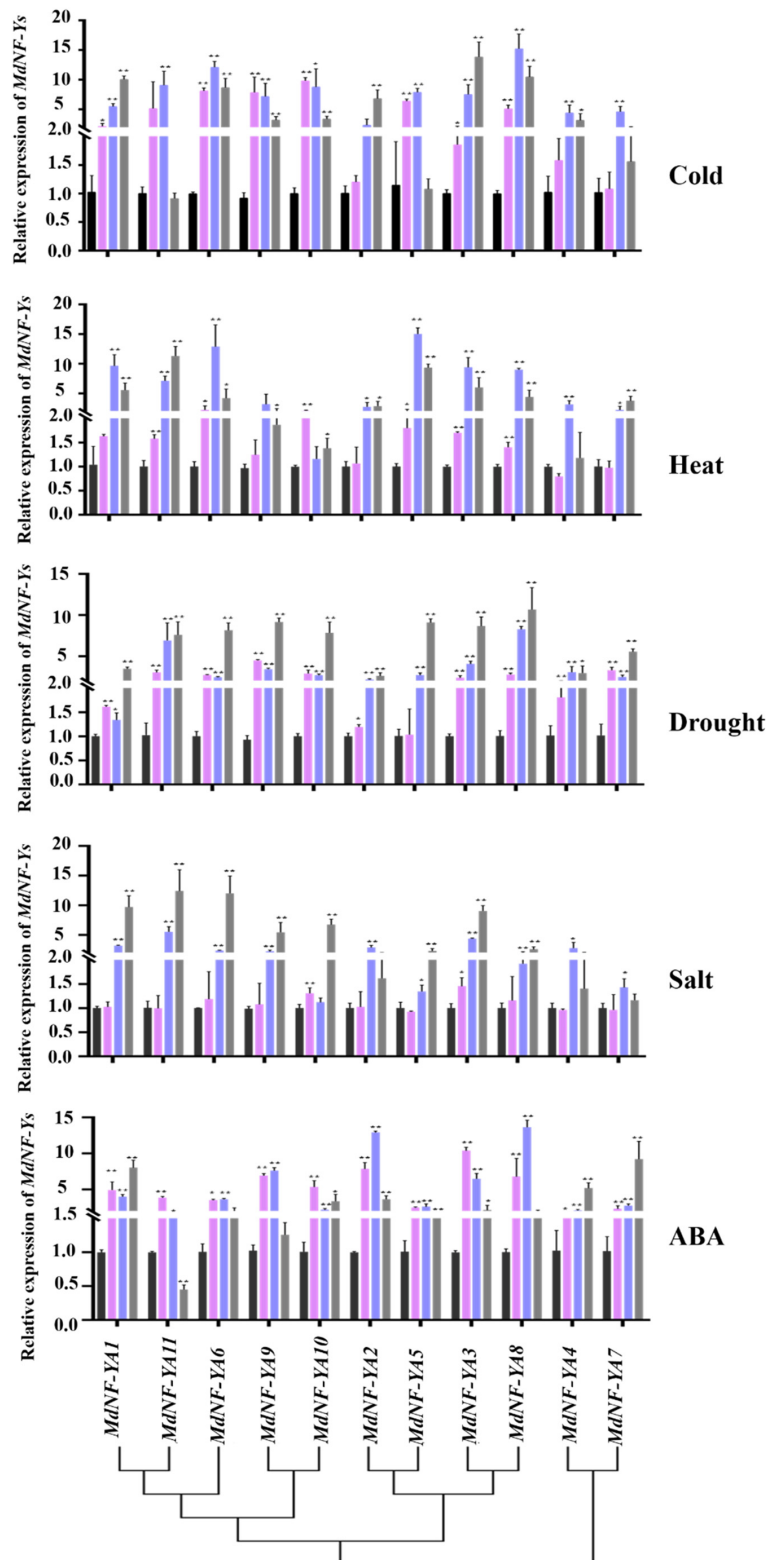 Relative expression of MdNF-Ys
20
15
10
5
2.0
1.5
1.0
0.5
0.0
Cold
Relative expression of MdNF-Ys
20
15
10
5
2.0
1.5
1.0
0.5
0.0
Heat
Relative expression of MdNF-Ys
15
10
5
2.0
1.5
1.0
0.5
0.0
Drought
Relative expression of MdNF-Ys
20
15
10
5
2.0
1.5
1.0
0.5
0.0
Salt
Relative expression of MdNF-Ys
15
10
5
1.5
1.0
0.5
0.0
ABA
MdNF-YA1
MdNF-YA11
MdNF-YA6
MdNF-YA9
MdNF-YA10
MdNF-YA2
MdNF-YA5
MdNF-YA3
MdNF-YA8
MdNF-YA4
MdNF-YA7